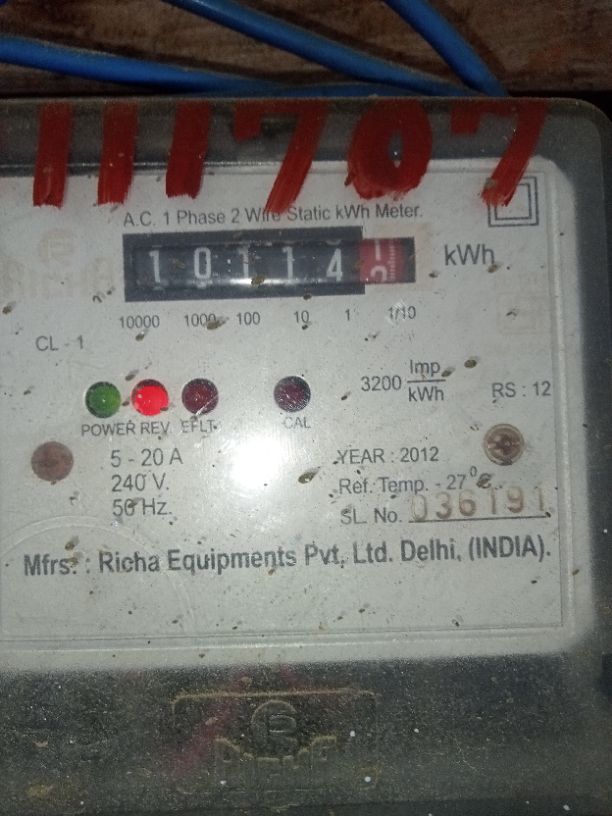 111707
A.C. 1 Phase 2 Wire Static kWh Meter.
10114 kWh
10000 1000 100 10 1 1/10
CL - 1
3200 Imp/kWh
RS : 12
POWER REV. EFLT. CAL
5 - 20 A
240 V.
50 Hz.
YEAR : 2012
Ref. Temp. - 27°C
SL. No. 036191
Mfrs. : Richa Equipments Pvt. Ltd. Delhi, (INDIA).